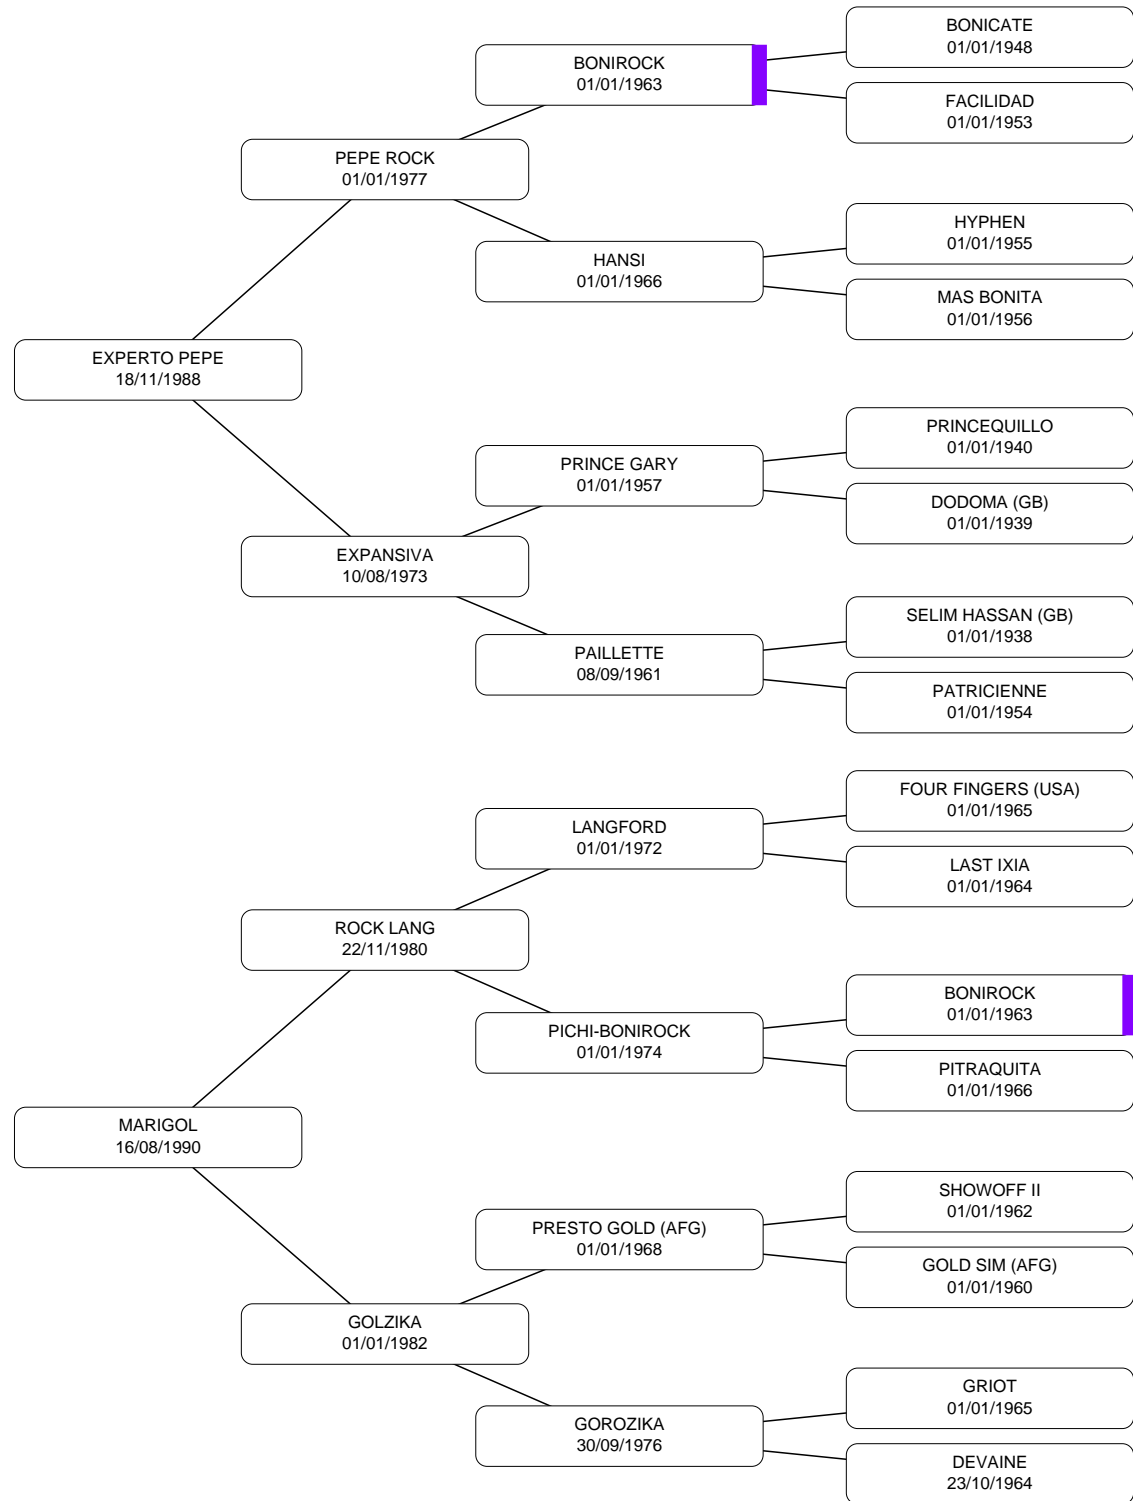 BONICATE
01/01/1948
BONIROCK
01/01/1963
FACILIDAD
01/01/1953
PEPE ROCK
01/01/1977
HYPHEN
01/01/1955
HANSI
01/01/1966
MAS BONITA
01/01/1956
EXPERTO PEPE
18/11/1988
PRINCEQUILLO
01/01/1940
PRINCE GARY
01/01/1957
DODOMA (GB)
01/01/1939
EXPANSIVA
10/08/1973
SELIM HASSAN (GB)
01/01/1938
PAILLETTE
08/09/1961
PATRICIENNE
01/01/1954
FOUR FINGERS (USA)
01/01/1965
LANGFORD
01/01/1972
LAST IXIA
01/01/1964
ROCK LANG
22/11/1980
BONIROCK
01/01/1963
PICHI-BONIROCK
01/01/1974
PITRAQUITA
01/01/1966
MARIGOL
16/08/1990
SHOWOFF II
01/01/1962
PRESTO GOLD (AFG)
01/01/1968
GOLD SIM (AFG)
01/01/1960
GOLZIKA
01/01/1982
GRIOT
01/01/1965
GOROZIKA
30/09/1976
DEVAINE
23/10/1964